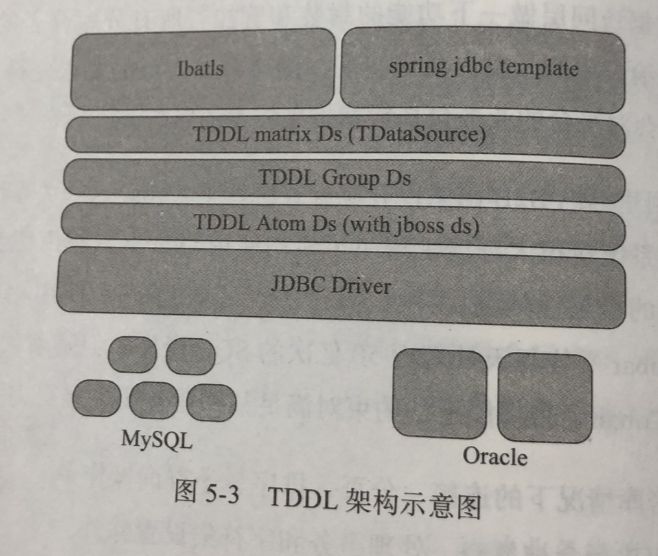 Ibatls
spring jdbc template
TDDL matrix Ds (TDataSource)
TDDL Group Ds
TDDL Atom Ds (with jboss ds)
JDBC Driver
MySQL
Oracle
图 5-3 TDDL 架构示意图